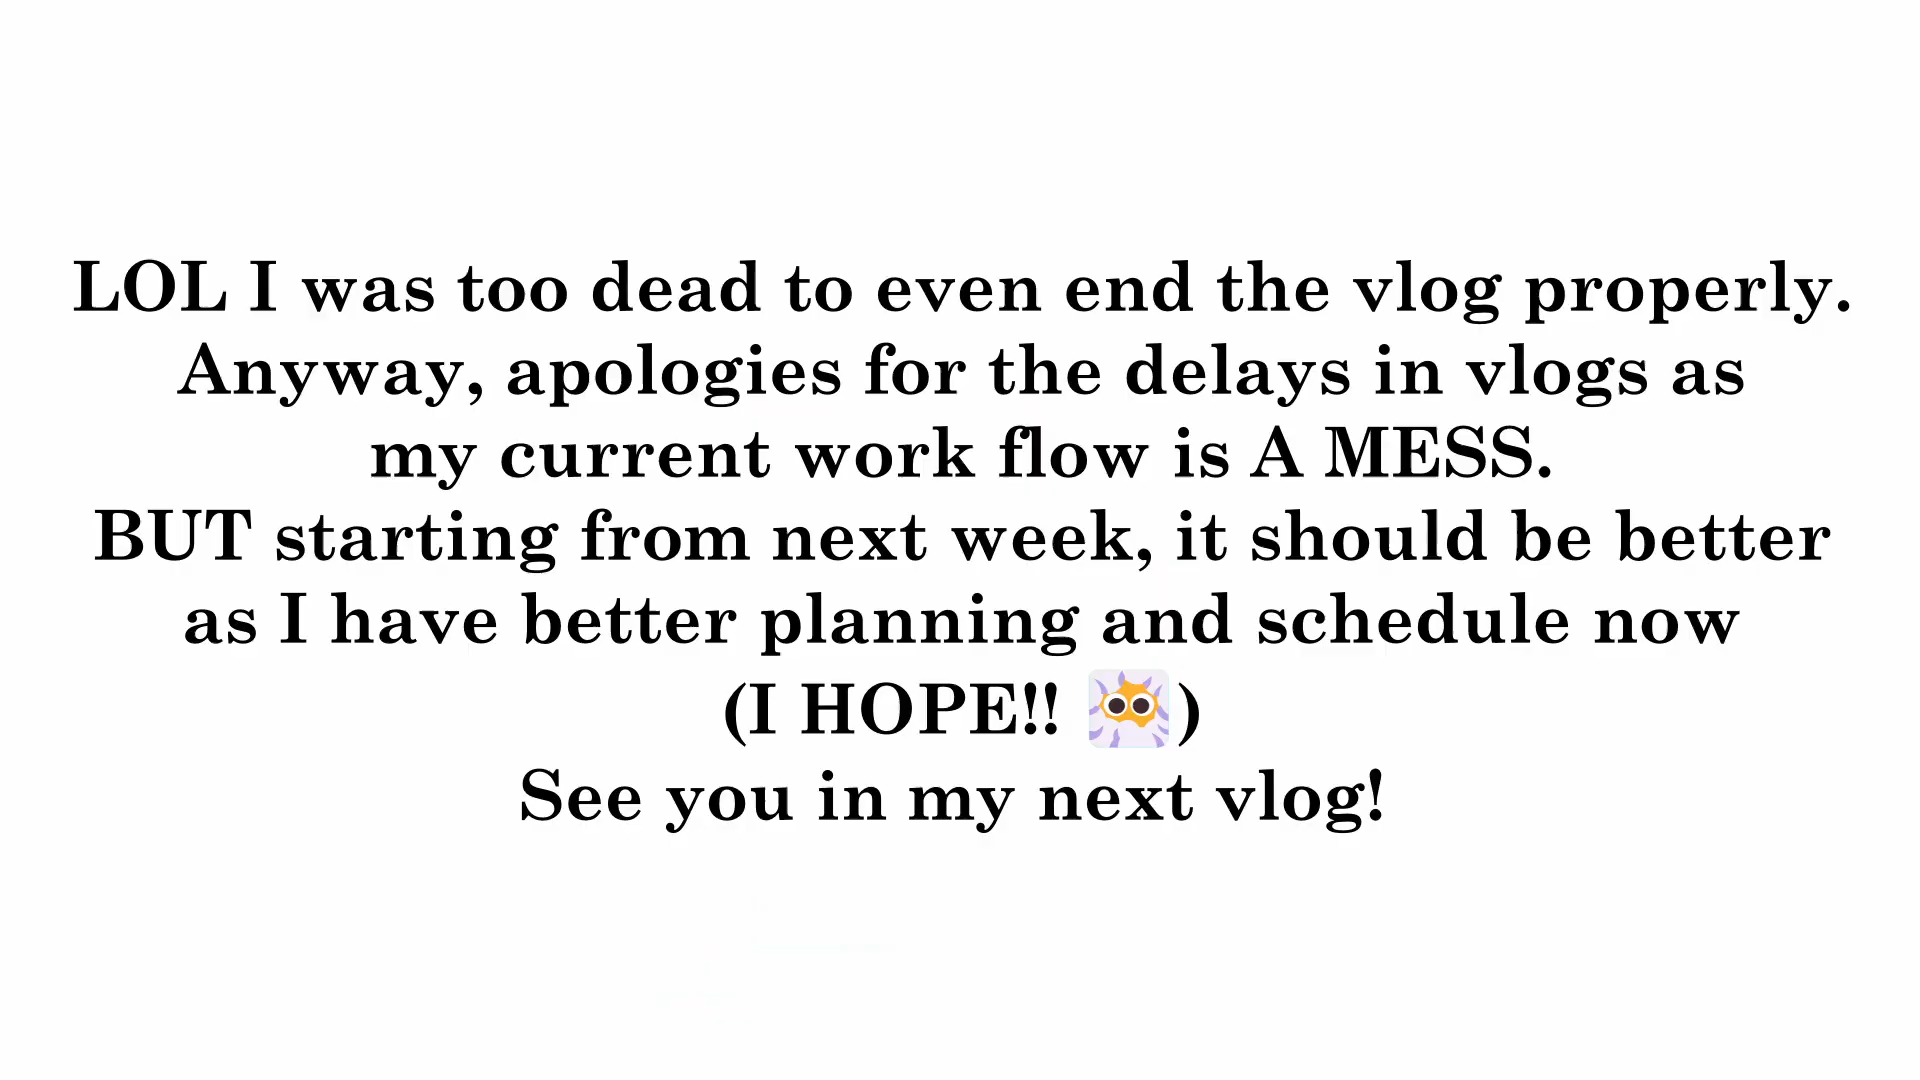 LOL I was too dead to even end the vlog properly.
Anyway, apologies for the delays in vlogs as
my current work flow is A MESS.
BUT starting from next week, it should be better
as I have better planning and schedule now
(I HOPE!! )
See you in my next vlog!